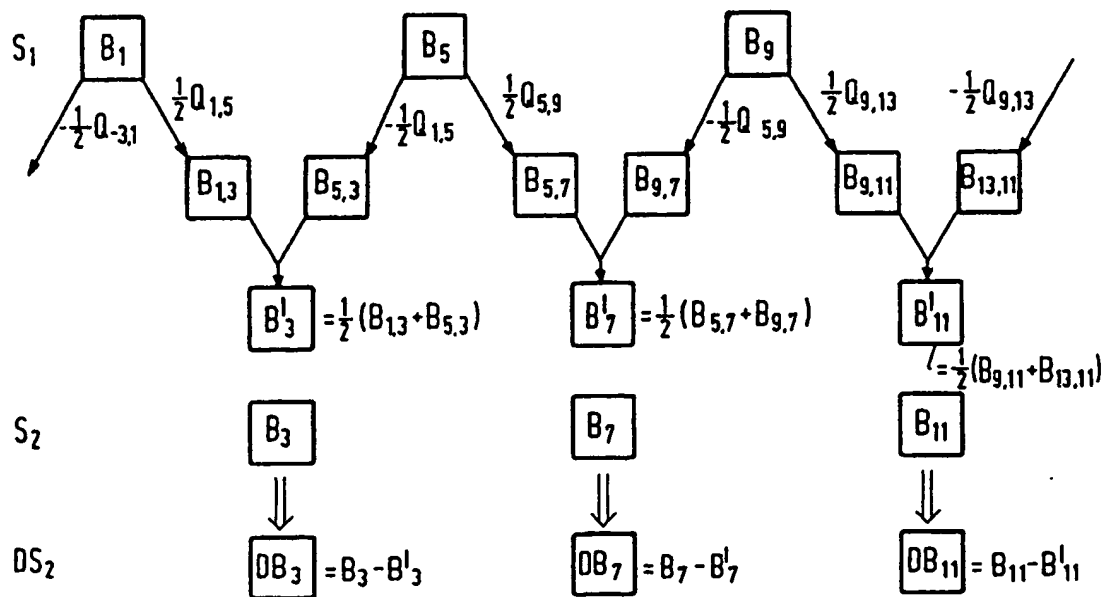 S₁ B₁ B₅ B₉
-½Q₋₃,₁ ½Q₁,₅ -½Q₁,₅ ½Q₅,₉ -½Q₅,₉ ½Q₉,₁₃ -½Q₉,₁₃
B₁,₃ B₅,₃ B₅,₇ B₉,₇ B₉,₁₁ B₁₃,₁₁
B'₃ =½(B₁,₃+B₅,₃) B'₇ =½(B₅,₇+B₉,₇) B'₁₁
=½(B₉,₁₁+B₁₃,₁₁)
S₂ B₃ B₇ B₁₁
DS₂ DB₃ =B₃-B'₃ DB₇ =B₇-B'₇ DB₁₁ =B₁₁-B'₁₁